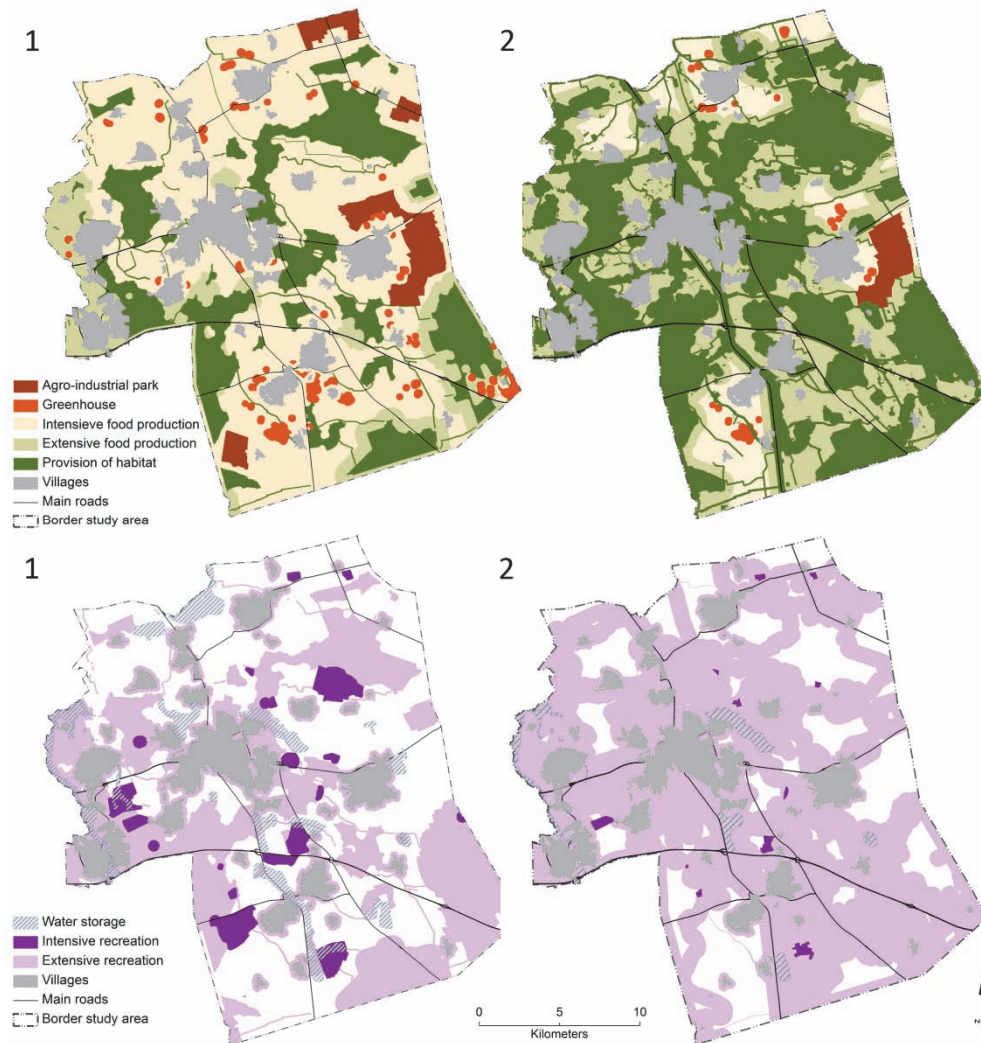 1
2
Agro-industrial park
Greenhouse
Intensieve food production
Extensive food production
Provision of habitat
Villages
Main roads
Border study area
1
2
Water storage
Intensive recreation
Extensive recreation
Villages
Main roads
Border study area
0 5 10
Kilometers